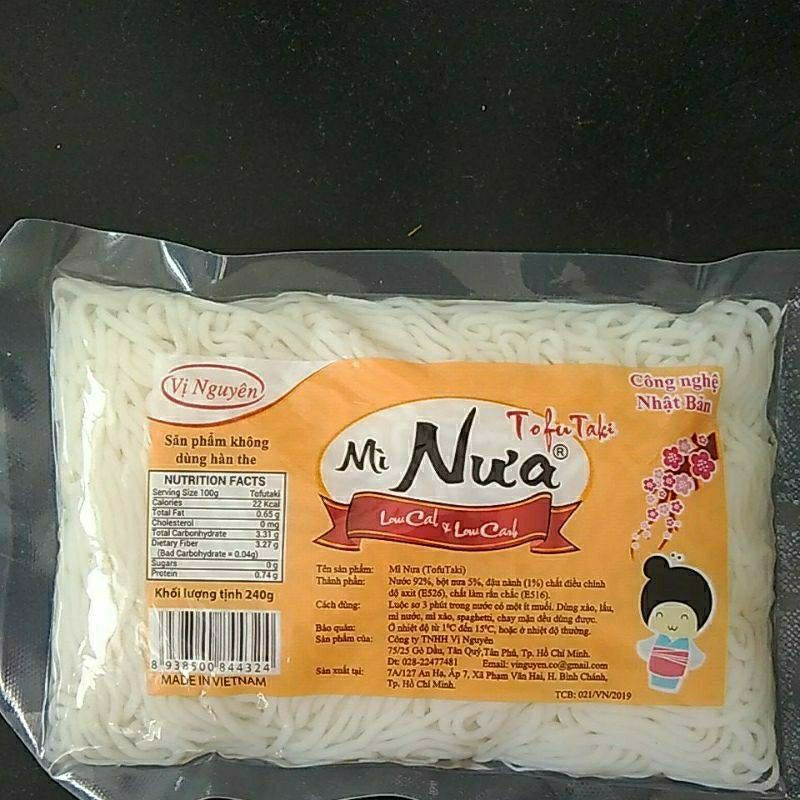 Vị Nguyên
Sản phẩm không
dùng hàn the
NUTRITION FACTS
Serving Size 100g Tofutaki
Calories 22 Kcal
Total Fat 0.65 g
Cholesterol 0 mg
Total Carbonhydrate 3.31 g
Dietary Fiber 3.27 g
(Bad Carbohydrate = 0.04g)
Sugars 0 g
Protein 0.74 g
Khối lượng tịnh 240g
8 938500 844324
MADE IN VIETNAM
Công nghệ
Nhật Bản
TofuTaki
Mì Nưa®
LowCal & LowCarb
Tên sản phẩm: Mì Nưa (TofuTaki)
Thành phần: Nước 92%, bột nưa 5%, đậu nành (1%) chất điều chỉnh
độ axit (E526), chất làm rắn chắc (E516).
Cách dùng: Luộc sơ 3 phút trong nước có một ít muối. Dùng xào, lẩu,
mì nước, mì xào, spaghetti, chay mặn đều dùng được.
Bảo quản: Ở nhiệt độ từ 1⁰C đến 15⁰C, hoặc ở nhiệt độ thường.
Sản phẩm của: Công ty TNHH Vị Nguyên
75/25 Gò Dầu, Tân Quý, Tân Phú, Tp. Hồ Chí Minh.
Đt: 028-22477481 Email: vinguyen.co@gmail.com
Sản xuất tại: 7A/127 An Hạ, Ấp 7, Xã Phạm Văn Hai, H. Bình Chánh,
Tp. Hồ Chí Minh.
TCB: 021/VN/2019